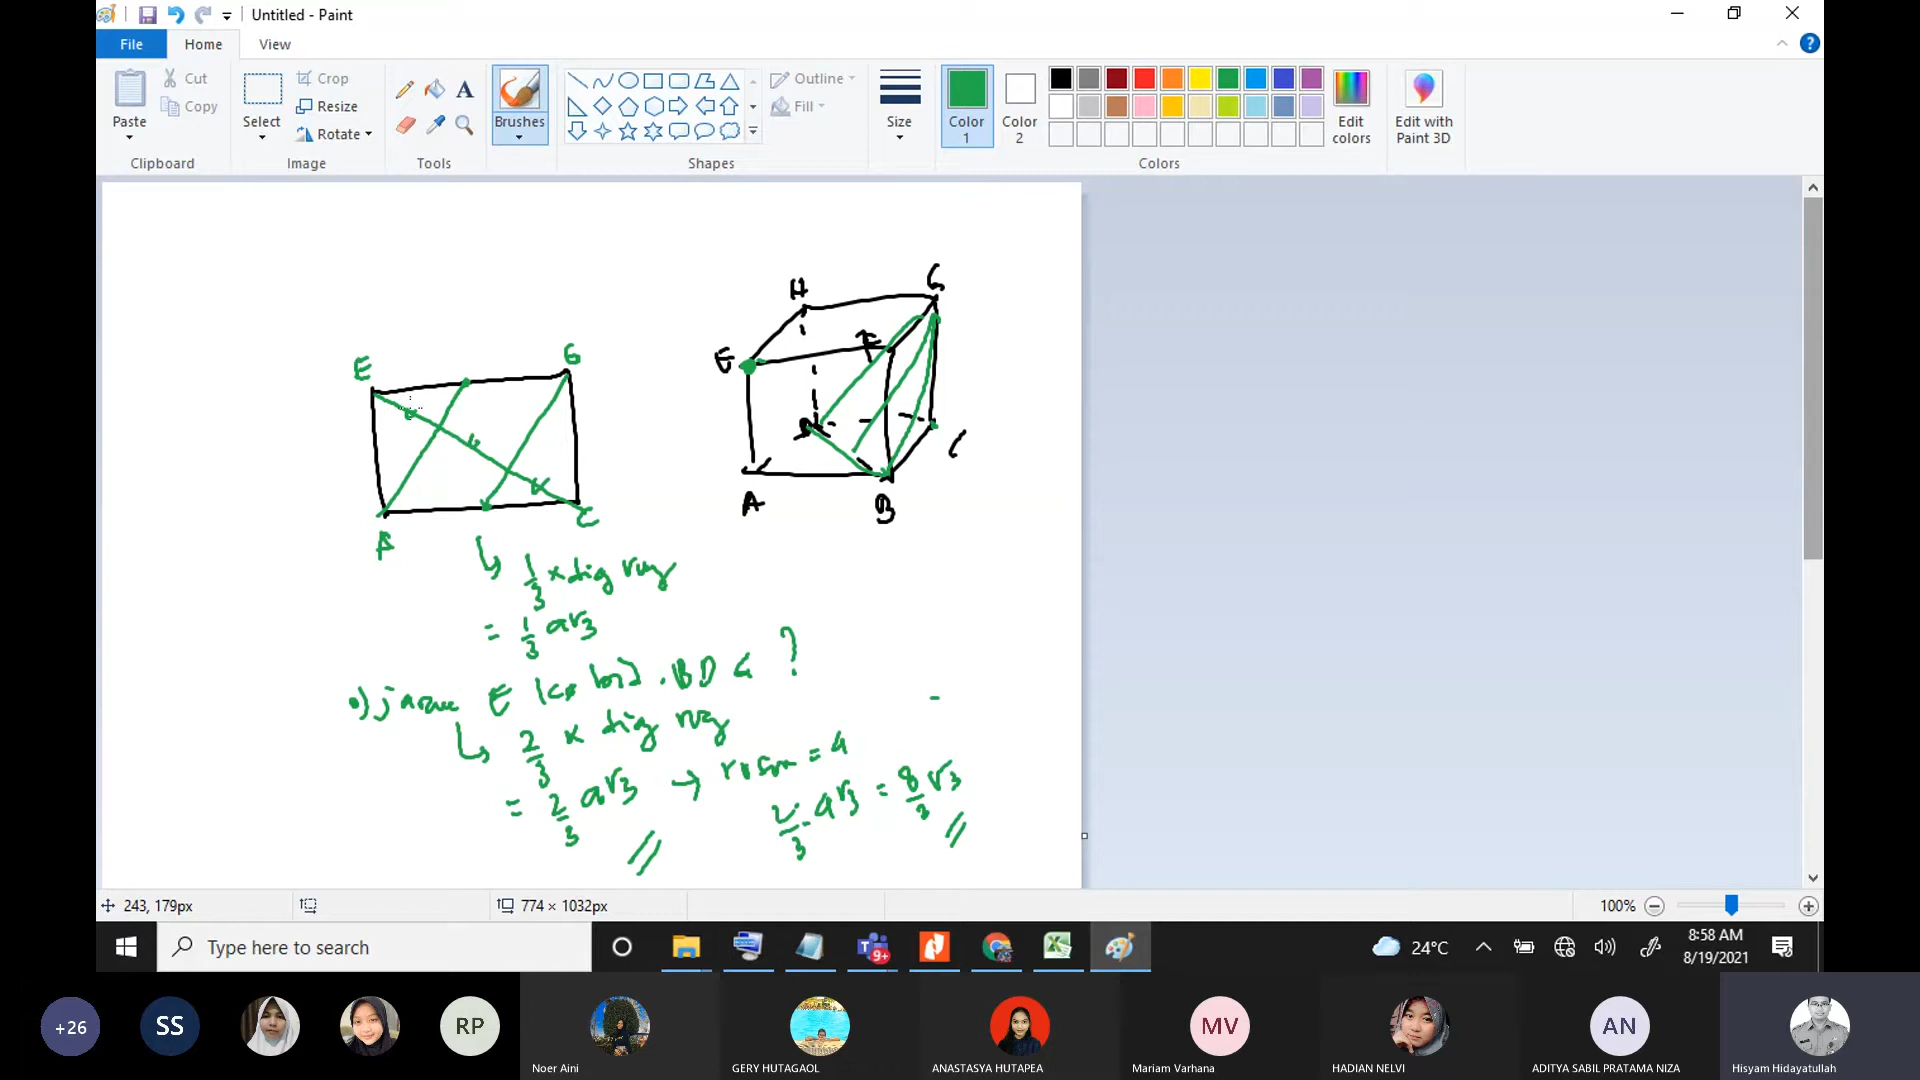 Untitled - Paint
File Home View
Paste
Cut
Copy
Clipboard
Select
Crop
Resize
Rotate
Image
Tools
Brushes
Shapes
Outline
Fill
Size
Color 1
Color 2
Colors
Edit colors
Edit with Paint 3D
H G
E F
C
A B
E G
A C
1/3 x diag ruang
= 1/3 a√3
jarak E ke bid. BDG ?
2/3 x diag ruang
= 2/3 a√3 → rusuk = 4
2/3 . 4√3 = 8/3 √3
243, 179px
774 × 1032px
100%
Type here to search
9+
24°C
8:58 AM
8/19/2021
+26
SS
RP
MV
AN
Noer Aini
GERY HUTAGAOL
ANASTASYA HUTAPEA
Mariam Varhana
HADIAN NELVI
ADITYA SABIL PRATAMA NIZA
Hisyam Hidayatullah